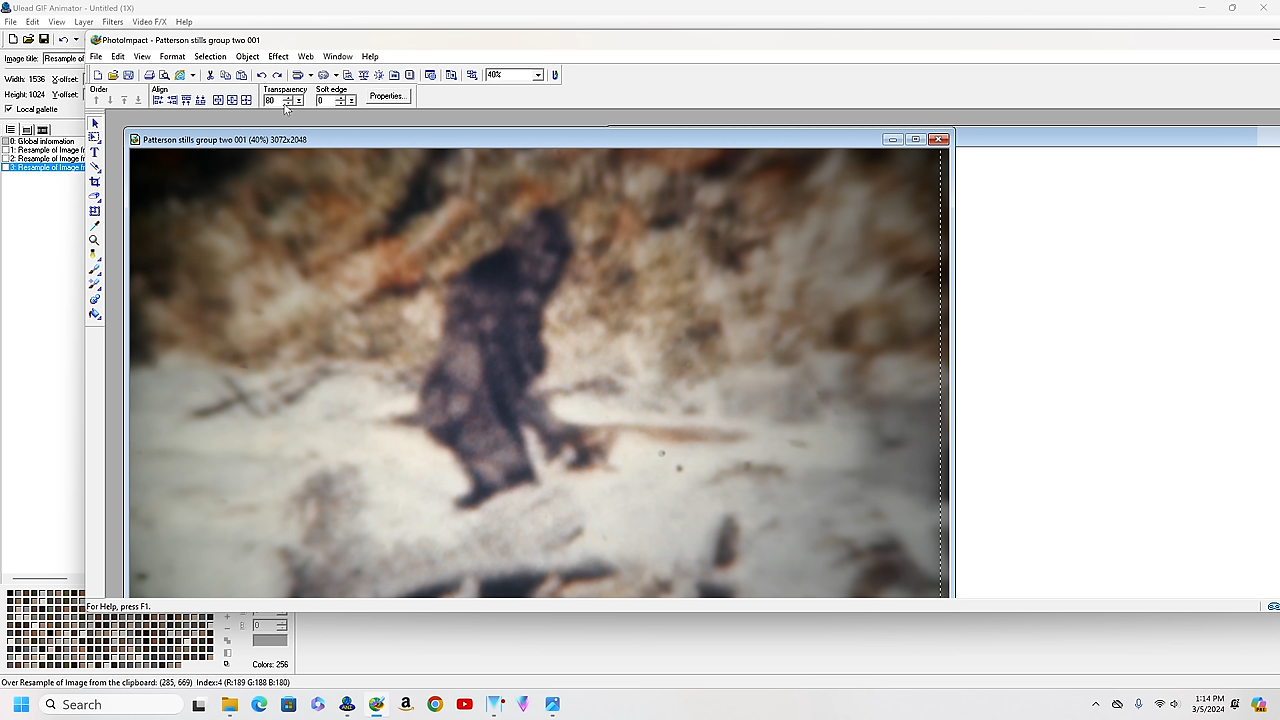 Ulead GIF Animator - Untitled (1X)
File Edit View Layer Filters Video F/X Help
PhotoImpact - Patterson stills group two 001
Image title: Resample of
File Edit View Format Selection Object Effect Web Window Help
Width: 1536 X-offset:
Height: 1024 Y-offset:
Local palette
40%
Order Align Transparency Soft edge
80 0 Properties...
0: Global information
1: Resample of Image fr
2: Resample of Image fr
3: Resample of Image fr
Patterson stills group two 001 (40%) 3072x2048
For Help, press F1.
0
Colors: 256
Over Resample of Image from the clipboard: (285, 669) Index:4 (R:189 G:188 B:180)
Search
1:14 PM
3/5/2024